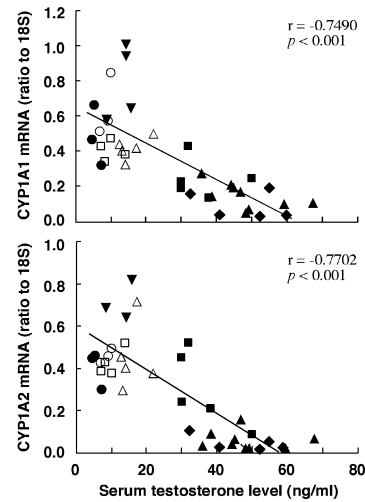 1.2
1.0
0.8
0.6
0.4
0.2
0.0
CYP1A1 mRNA (ratio to 18S)
r = -0.7490
p < 0.001
1.0
0.8
0.6
0.4
0.2
0.0
CYP1A2 mRNA (ratio to 18S)
r = -0.7702
p < 0.001
0 20 40 60 80
Serum testosterone level (ng/ml)